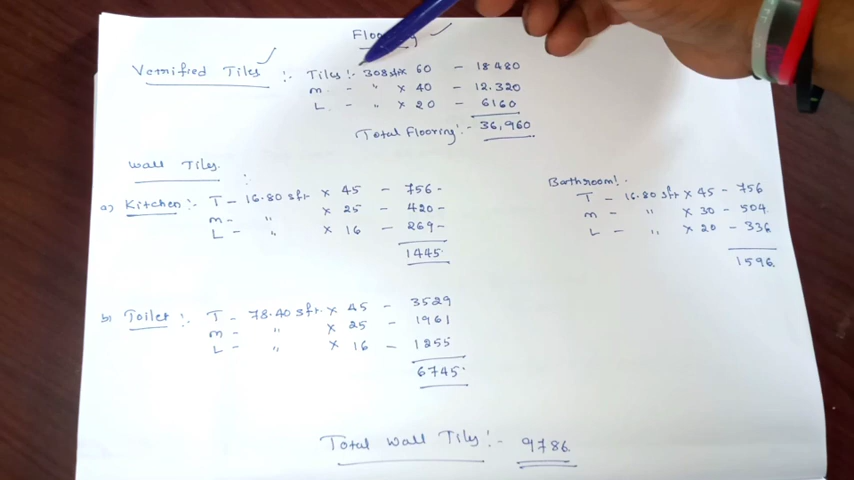 Flooring
Vernified Tiles :- Tiles :- 308 sft x 60 - 18480
M - " x 40 - 12.320
L - " x 20 - 6160
Total Flooring :- 36,960
Wall Tiles :
a) Kitchen :- T - 16.80 sft x 45 - 756-
M - " x 25 - 420-
L - " x 16 - 269-
1445.
Bathroom :-
T - 16.80 sft x 45 - 756
M - " x 30 - 504
L - " x 20 - 336
1596.
b) Toilet :- T - 78.40 sft. x 45 - 3529
M - " x 25 - 1961
L - " x 16 - 1255
6745.
Total Wall Tiles :- 9786